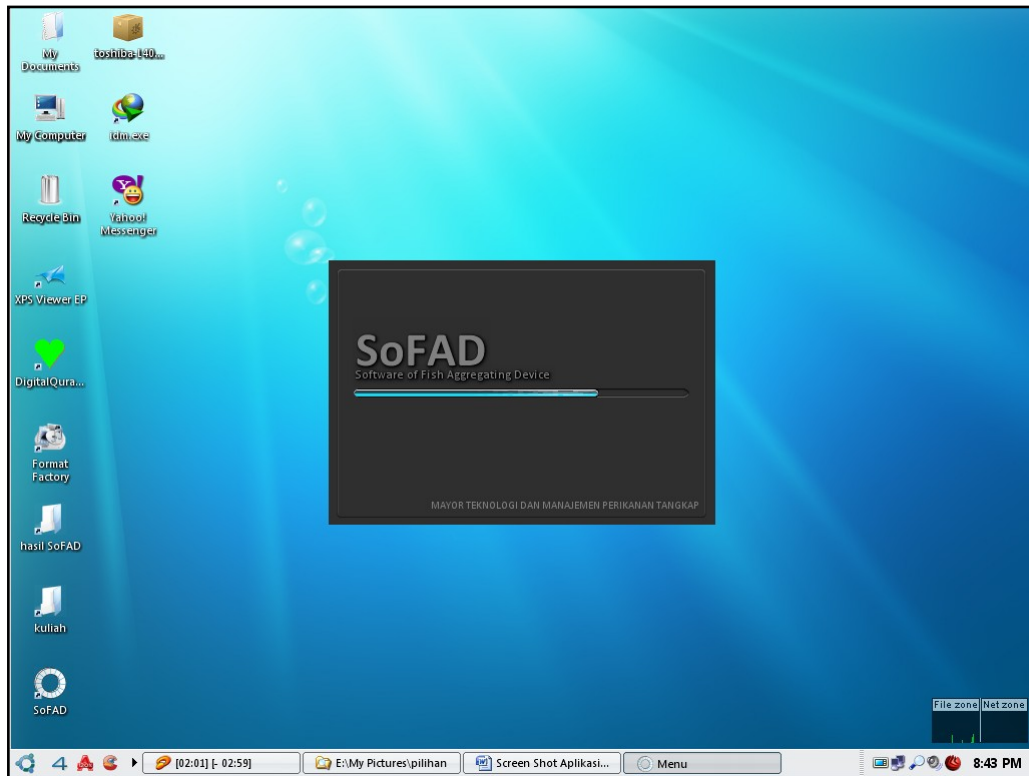 My
Documents
toshiba-L40...
My Computer
idm.exe
Recycle Bin
Yahoo!
Messenger
XPS Viewer EP
DigitalQura...
Format
Factory
hasil SoFAD
kuliah
SoFAD
SoFAD
Software of Fish Aggregating Device
MAYOR TEKNOLOGI DAN MANAJEMEN PERIKANAN TANGKAP
File zone
Net zone
4
[02:01] [- 02:59]
E:\My Pictures\pilihan
Screen Shot Aplikasi...
Menu
8:43 PM